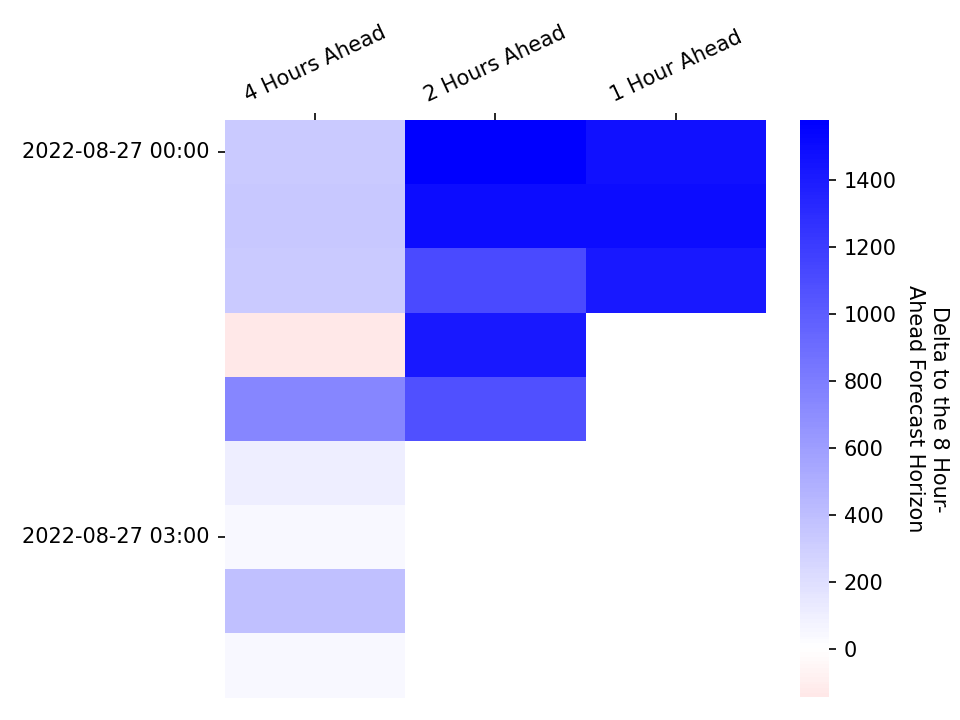 4 Hours Ahead
2 Hours Ahead
1 Hour Ahead
2022-08-27 00:00
2022-08-27 03:00
1400
1200
1000
800
600
400
200
0
Delta to the 8 Hour-
Ahead Forecast Horizon